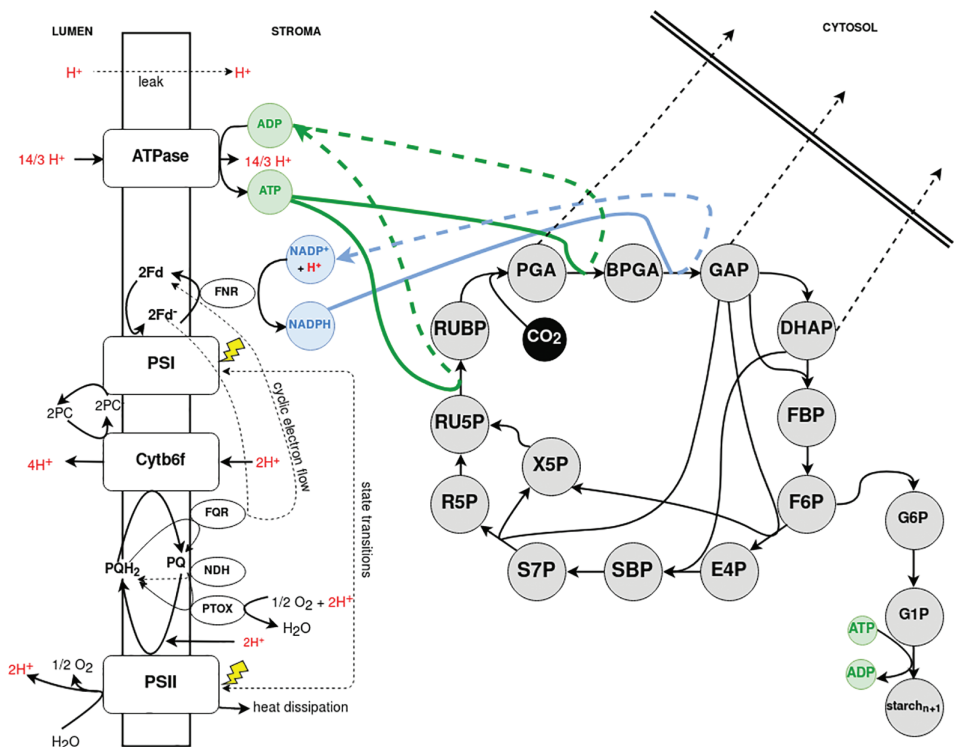 LUMEN
STROMA
CYTOSOL
H⁺
H⁺
leak
ADP
14/3 H⁺
ATPase
14/3 H⁺
ATP
NADP⁺
+ H⁺
2Fd
FNR
2Fd⁻
NADPH
PSI
2PC
2PC
Cytb6f
4H⁺
2H⁺
cyclic electron flow
state transitions
FQR
PQH₂
PQ
NDH
PTOX
1/2 O₂ + 2H⁺
H₂O
2H⁺
PSII
2H⁺
1/2 O₂
heat dissipation
H₂O
PGA
BPGA
GAP
RUBP
CO₂
DHAP
RU5P
FBP
X5P
R5P
F6P
G6P
S7P
SBP
E4P
G1P
ATP
ADP
starchₙ₊₁